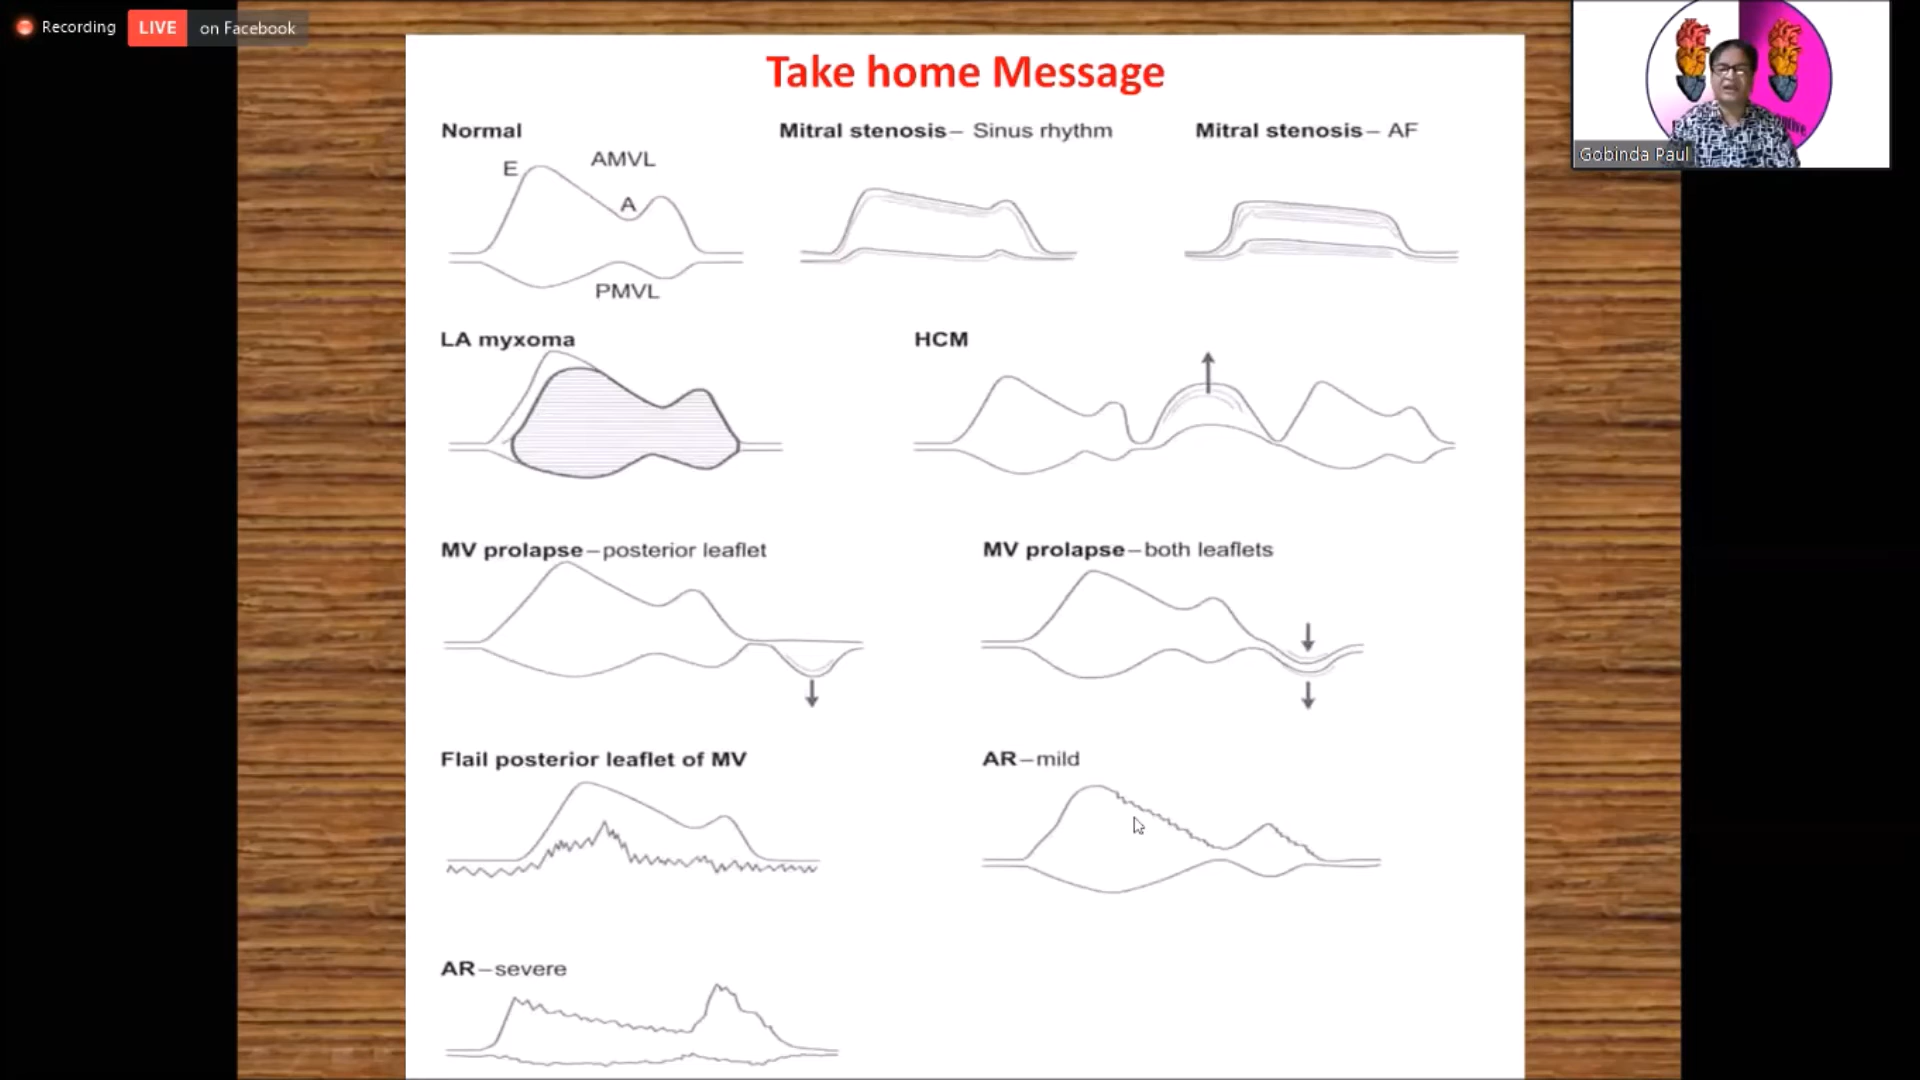 Recording
LIVE on Facebook
Take home Message
Normal
Mitral stenosis – Sinus rhythm
Mitral stenosis – AF
E
AMVL
A
PMVL
Gobinda Paul
LA myxoma
HCM
MV prolapse – posterior leaflet
MV prolapse – both leaflets
Flail posterior leaflet of MV
AR – mild
AR – severe